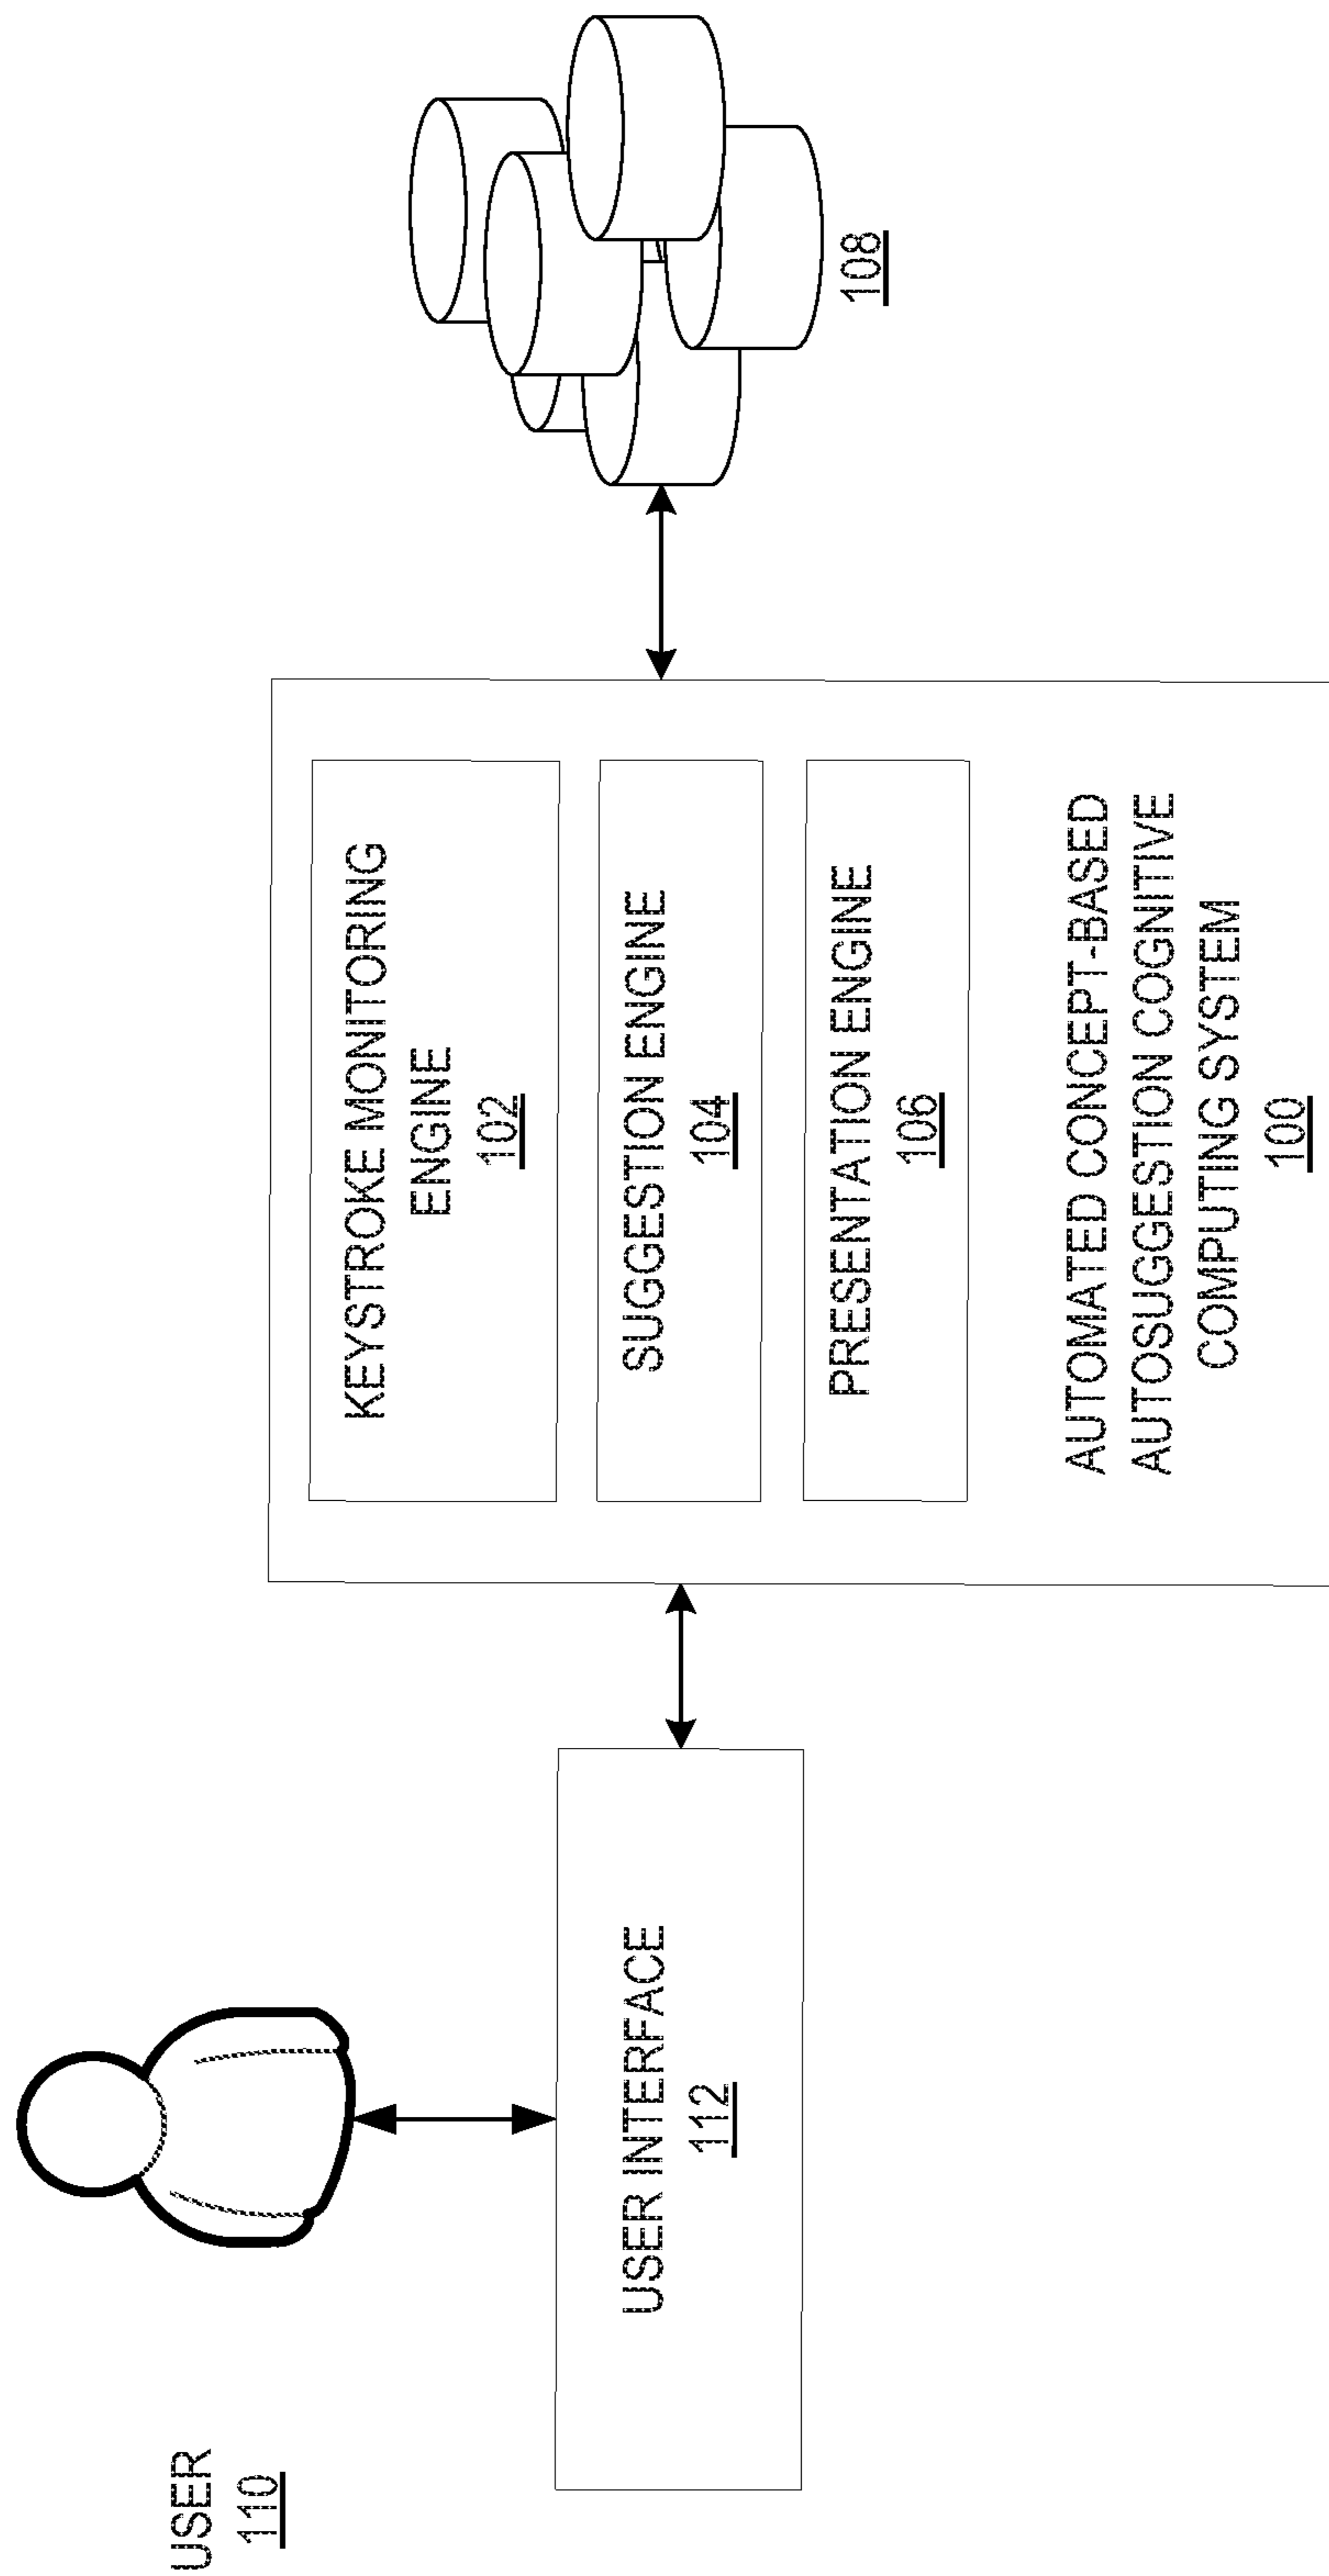 USER
110
USER INTERFACE
112
KEYSTROKE MONITORING
ENGINE
102
SUGGESTION ENGINE
104
PRESENTATION ENGINE
106
AUTOMATED CONCEPT-BASED
AUTOSUGGESTION COGNITIVE
COMPUTING SYSTEM
100
108